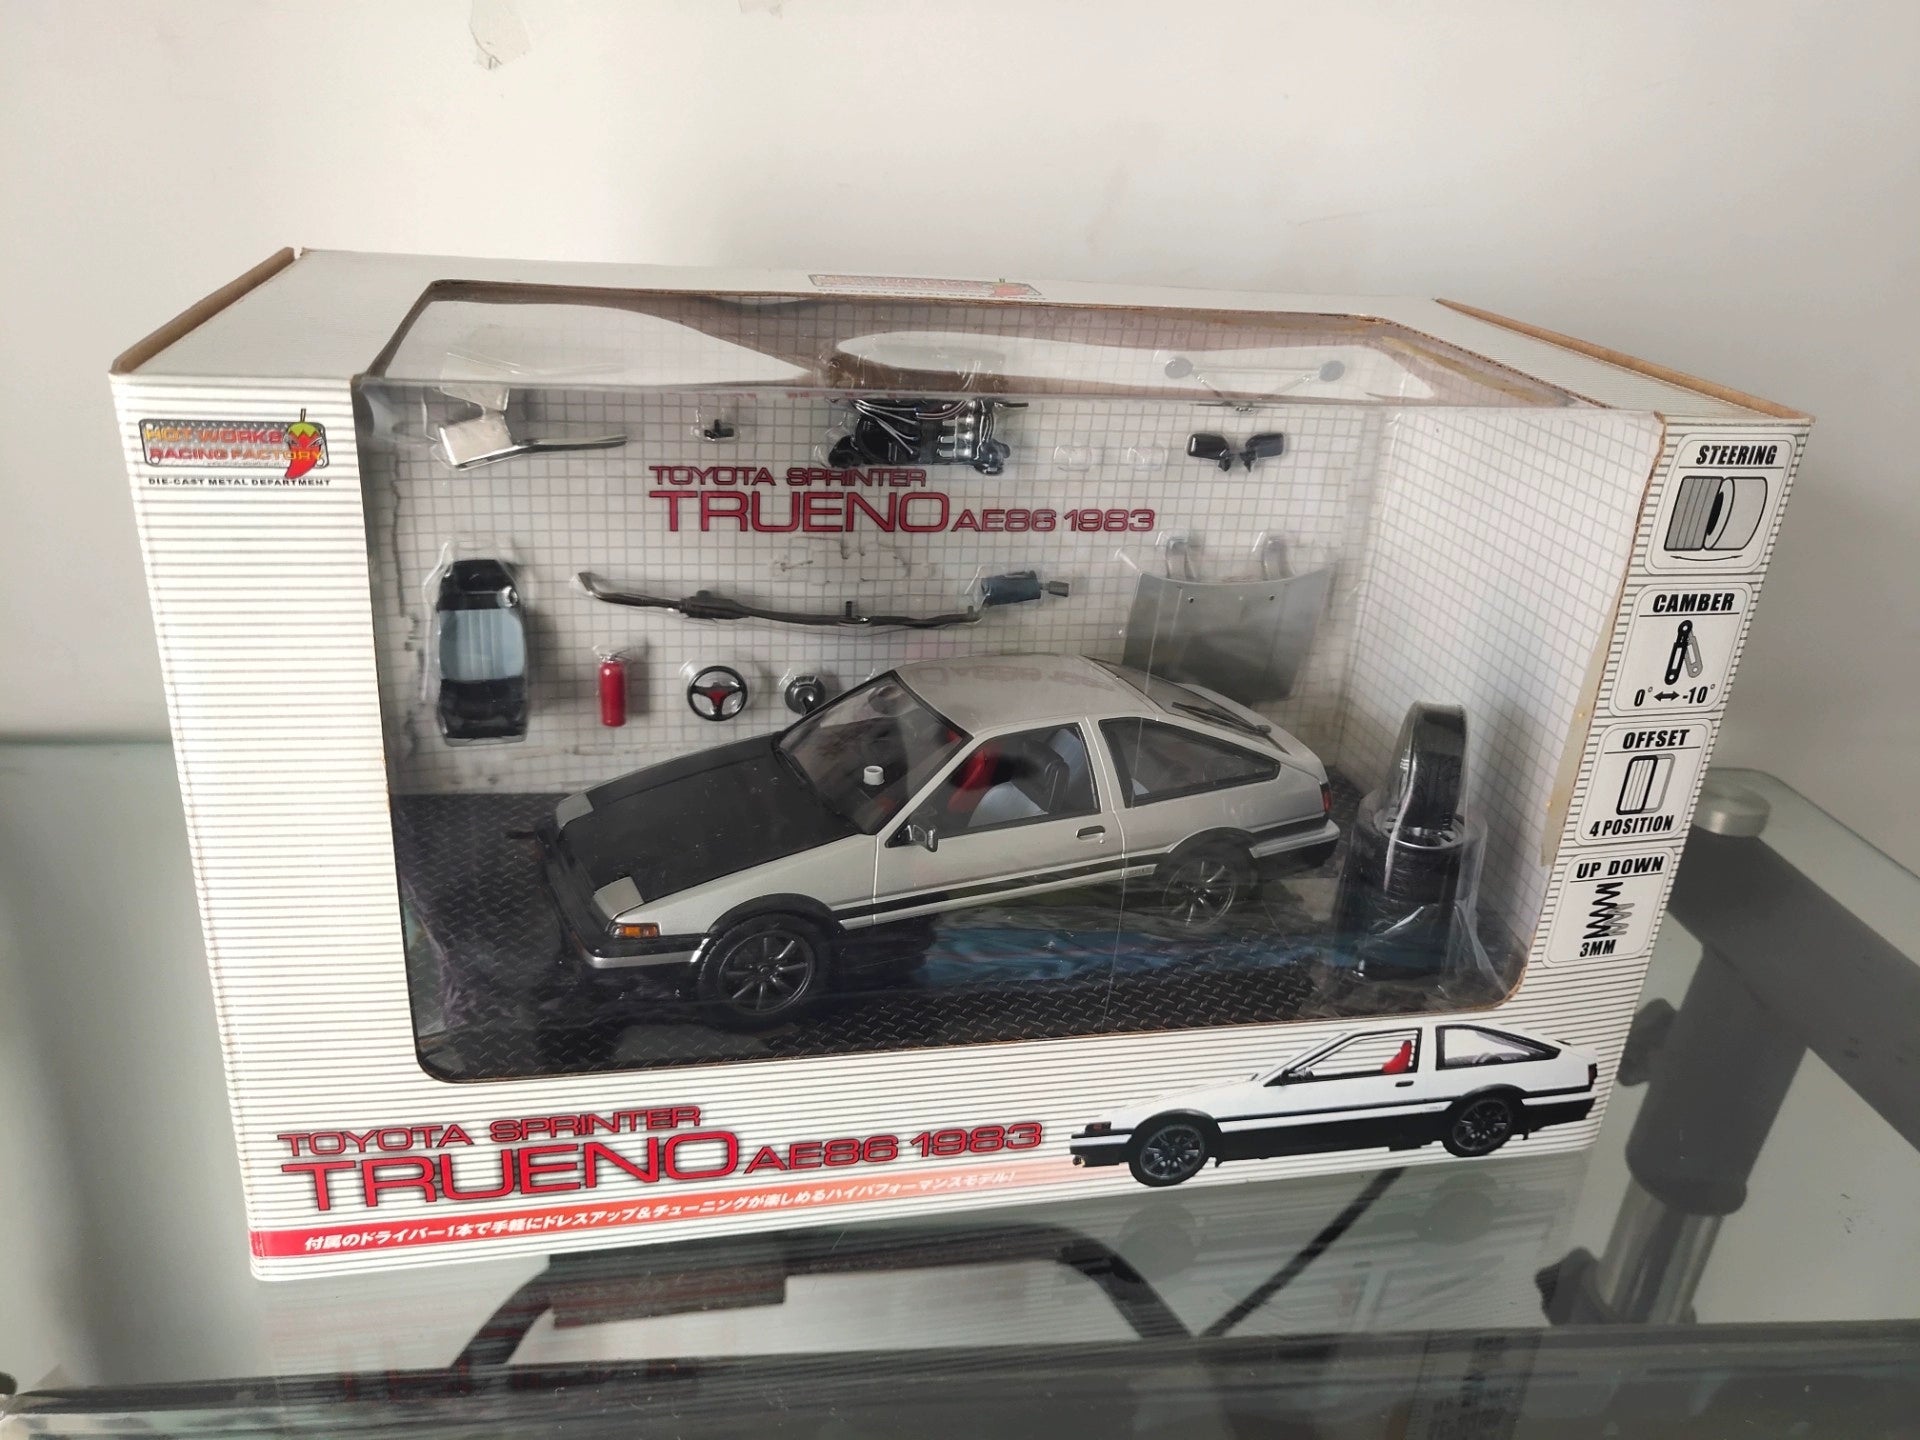 HOT WORKS
RACING FACTORY
DIE-CAST METAL DEPARTMENT
TOYOTA SPRINTER
TRUENO AE86 1983
STEERING
CAMBER
0° ↔ -10°
OFFSET
4 POSITION
UP DOWN
3MM
TOYOTA SPRINTER
TRUENO AE86 1983
付属のドライバー1本で手軽にドレスアップ&チューニングが楽しめるハイパフォーマンスモデル!